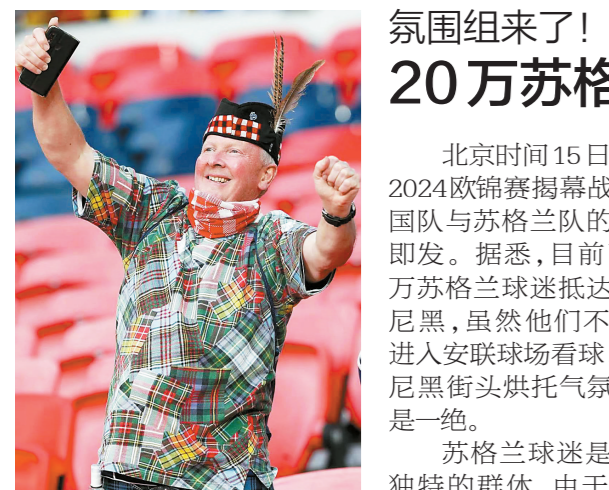 氛围组来了！
20万苏格
北京时间15日
2024欧锦赛揭幕战
国队与苏格兰队的
即发。据悉，目前
万苏格兰球迷抵达
尼黑，虽然他们不
进入安联球场看球
尼黑街头烘托气氛
是一绝。
苏格兰球迷是
独特的群体，由于